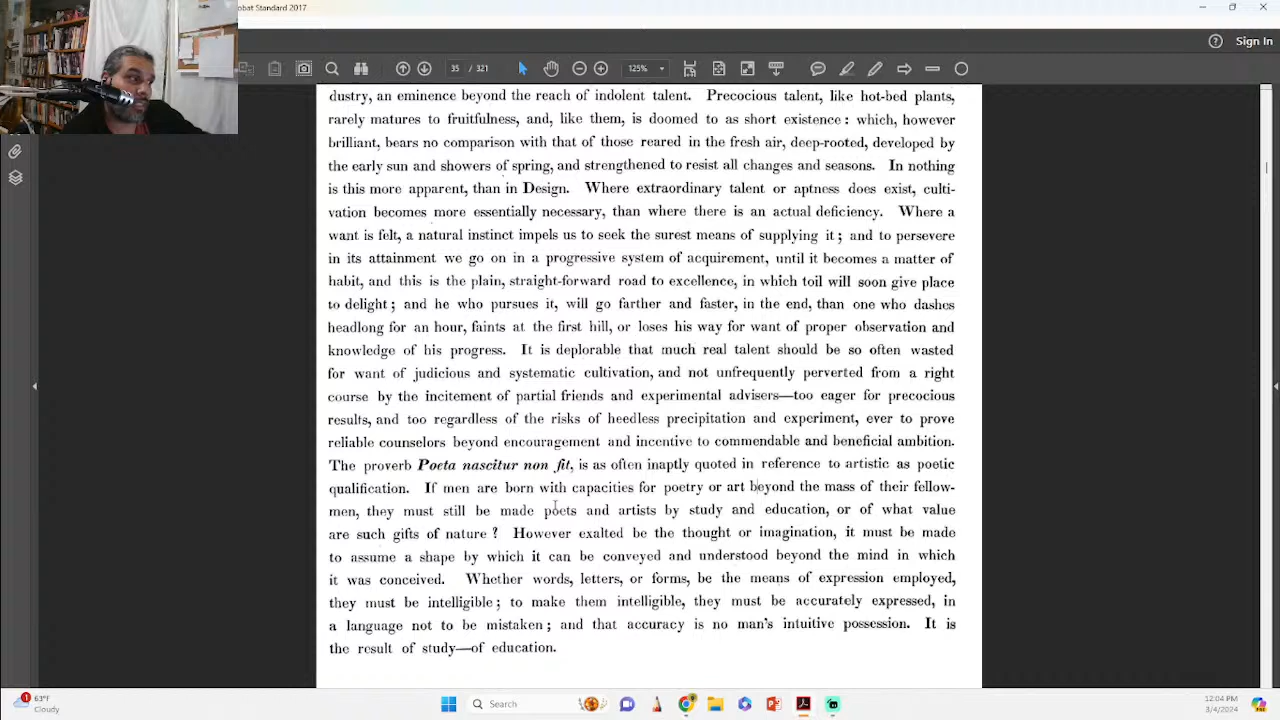 obat Standard 2017
Sign In
35 / 321
125%
dustry, an eminence beyond the reach of indolent talent. Precocious talent, like hot-bed plants,
rarely matures to fruitfulness, and, like them, is doomed to as short existence: which, however
brilliant, bears no comparison with that of those reared in the fresh air, deep-rooted, developed by
the early sun and showers of spring, and strengthened to resist all changes and seasons. In nothing
is this more apparent, than in Design. Where extraordinary talent or aptness does exist, culti-
vation becomes more essentially necessary, than where there is an actual deficiency. Where a
want is felt, a natural instinct impels us to seek the surest means of supplying it; and to persevere
in its attainment we go on in a progressive system of acquirement, until it becomes a matter of
habit, and this is the plain, straight-forward road to excellence, in which toil will soon give place
to delight; and he who pursues it, will go farther and faster, in the end, than one who dashes
headlong for an hour, faints at the first hill, or loses his way for want of proper observation and
knowledge of his progress. It is deplorable that much real talent should be so often wasted
for want of judicious and systematic cultivation, and not unfrequently perverted from a right
course by the incitement of partial friends and experimental advisers—too eager for precocious
results, and too regardless of the risks of heedless precipitation and experiment, ever to prove
reliable counselors beyond encouragement and incentive to commendable and beneficial ambition.
The proverb Poeta nascitur non fit, is as often inaptly quoted in reference to artistic as poetic
qualification. If men are born with capacities for poetry or art beyond the mass of their fellow-
men, they must still be made poets and artists by study and education, or of what value
are such gifts of nature? However exalted be the thought or imagination, it must be made
to assume a shape by which it can be conveyed and understood beyond the mind in which
it was conceived. Whether words, letters, or forms, be the means of expression employed,
they must be intelligible; to make them intelligible, they must be accurately expressed, in
a language not to be mistaken; and that accuracy is no man's intuitive possession. It is
the result of study—of education.
1
63°F
Cloudy
Search
12:04 PM
3/4/2024